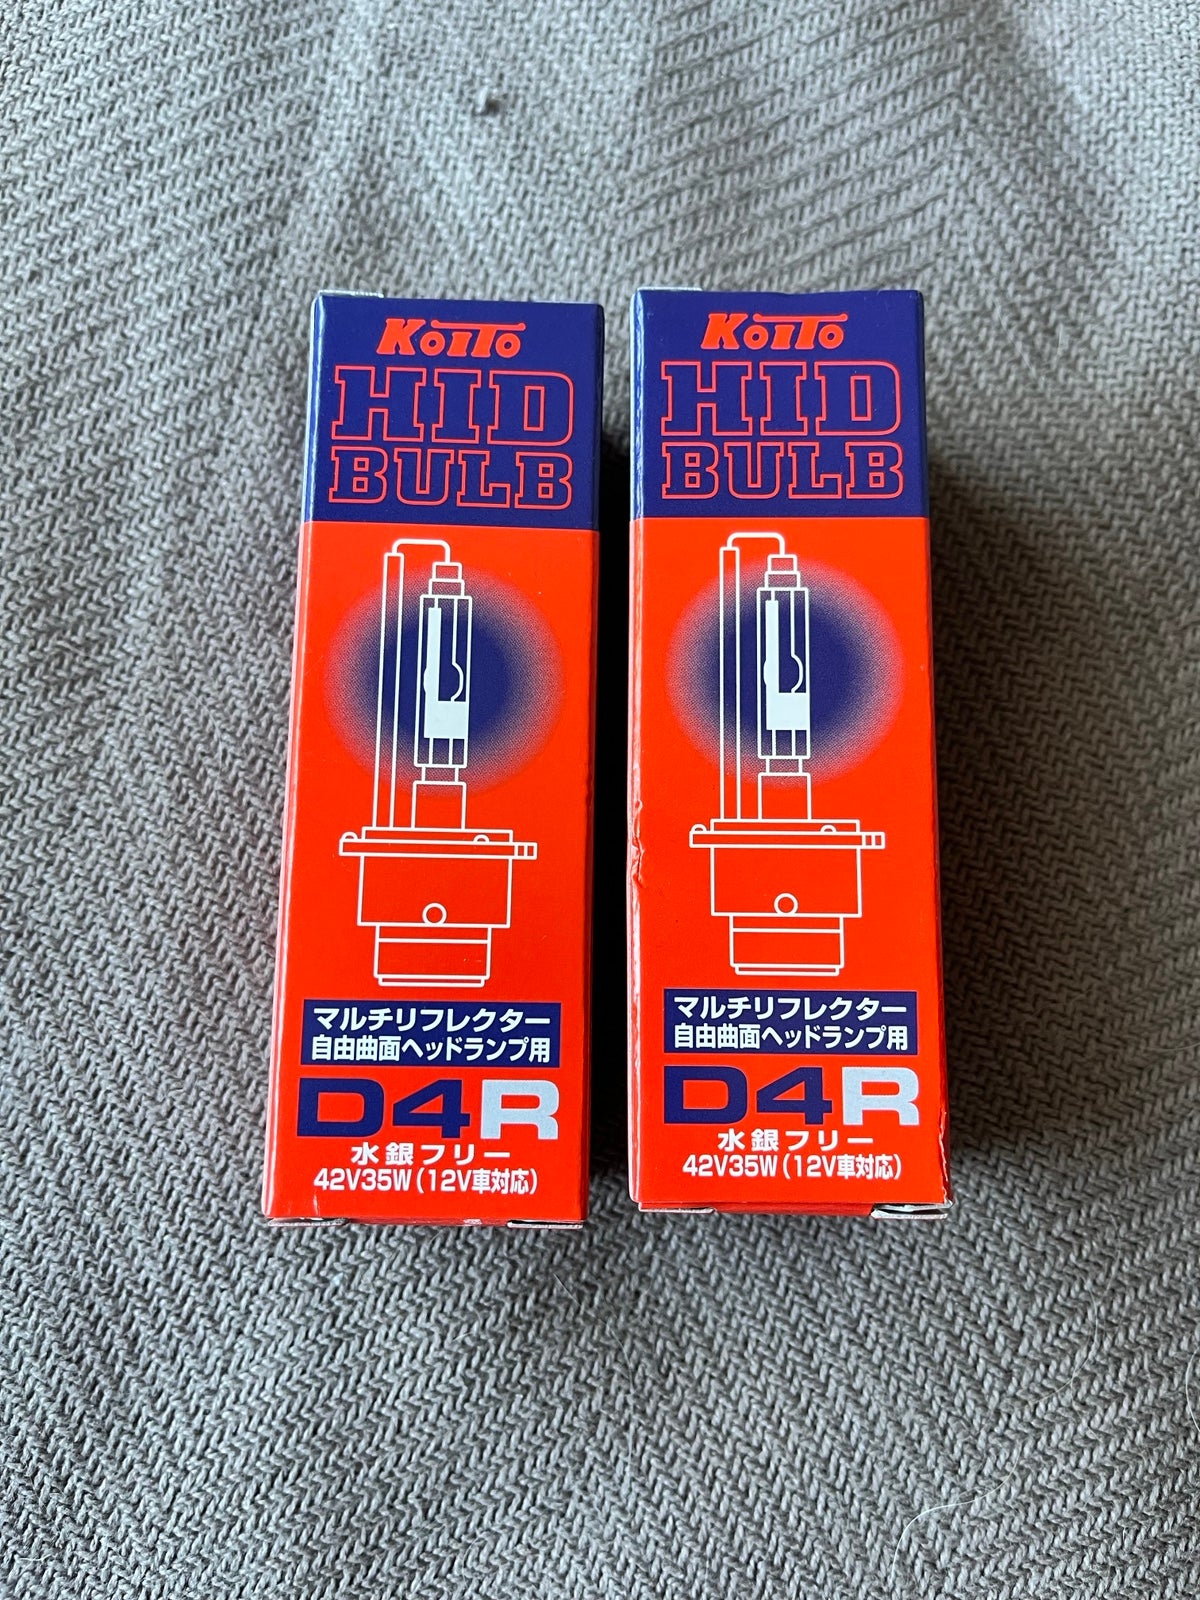 KOITO
HID
BULB
マルチリフレクター
自由曲面ヘッドランプ用
D4R
水銀フリー
42V35W(12V車対応)
KOITO
HID
BULB
マルチリフレクター
自由曲面ヘッドランプ用
D4R
水銀フリー
42V35W(12V車対応)